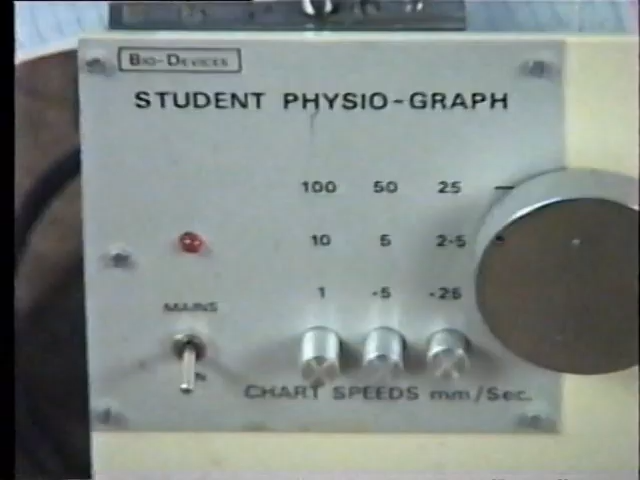 BIO-DEVICES
STUDENT PHYSIO-GRAPH
100 50 25
10 5 2·5
1 ·5 ·25
MAINS
ON
CHART SPEEDS mm/Sec.